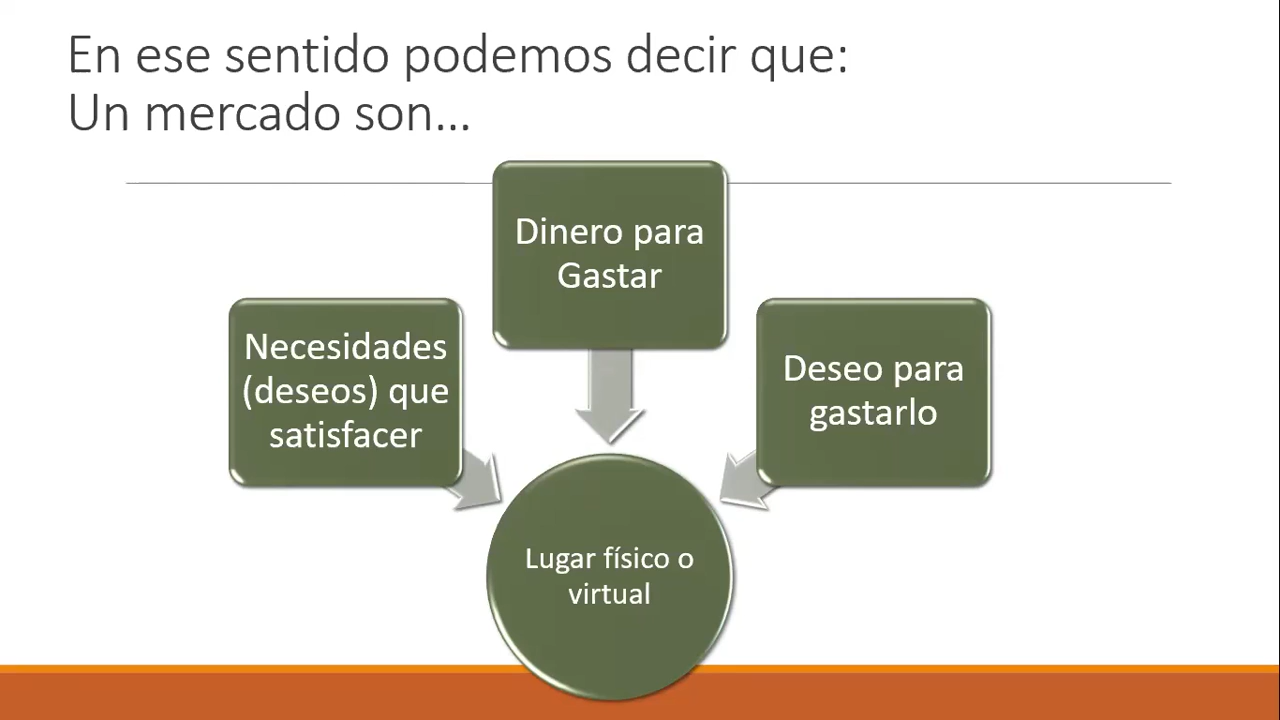 En ese sentido podemos decir que:
Un mercado son...
Dinero para
Gastar
Necesidades
(deseos) que
satisfacer
Deseo para
gastarlo
Lugar físico o
virtual